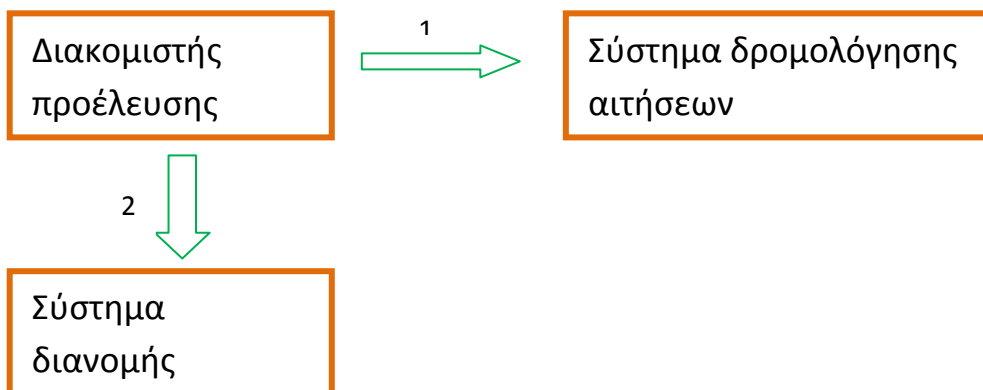 Διακομιστής
προέλευσης
1
Σύστημα δρομολόγησης
αιτήσεων
2
Σύστημα
διανομής